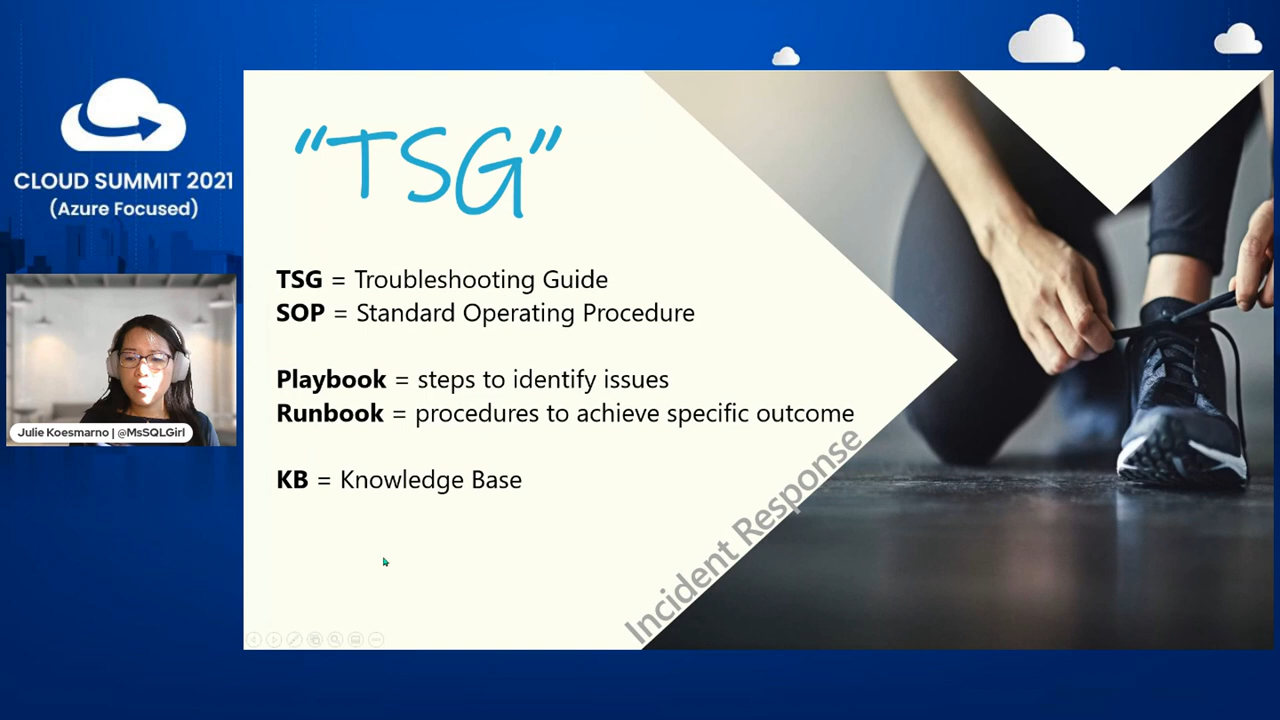 CLOUD SUMMIT 2021
(Azure Focused)
Julie Koesmarno | @MsSQLGirl
“TSG”
TSG = Troubleshooting Guide
SOP = Standard Operating Procedure
Playbook = steps to identify issues
Runbook = procedures to achieve specific outcome
KB = Knowledge Base
Incident Response